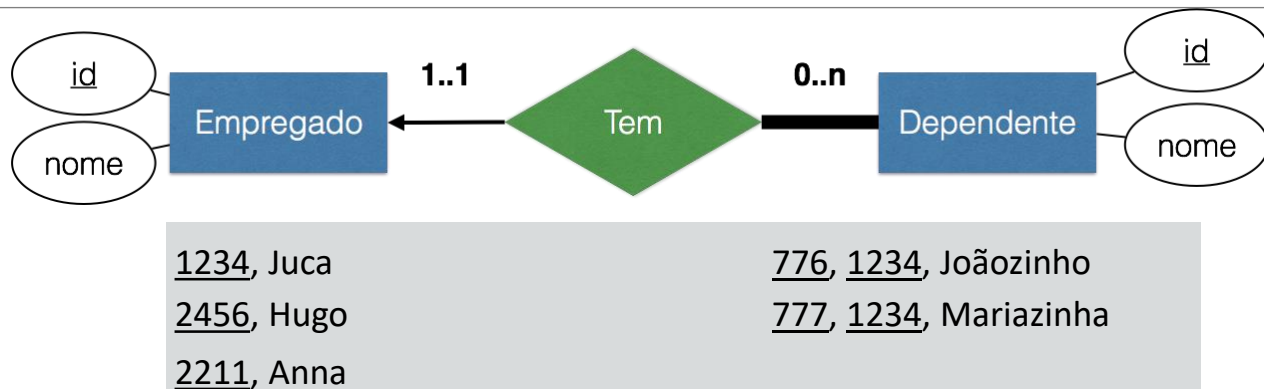 id
nome
Empregado
1..1
Tem
0..n
Dependente
id
nome
1234, Juca
2456, Hugo
2211, Anna
776, 1234, Joãozinho
777, 1234, Mariazinha